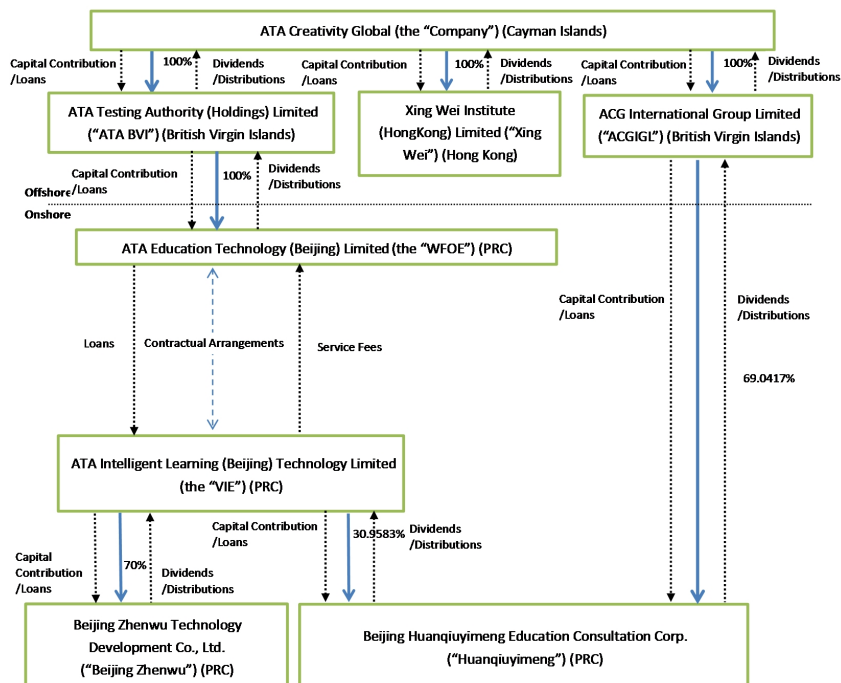 ATA Creativity Global (the “Company”) (Cayman Islands)
Capital Contribution
/Loans
100%
Dividends
/Distributions
Capital Contribution
/Loans
100%
Dividends
/Distributions
Capital Contribution
/Loans
100%
Dividends
/Distributions
ATA Testing Authority (Holdings) Limited
(“ATA BVI”) (British Virgin Islands)
Xing Wei Institute
(HongKong) Limited (“Xing
Wei”) (Hong Kong)
ACG International Group Limited
(“ACGIGL”) (British Virgin Islands)
Capital Contribution
/Loans
100%
Dividends
/Distributions
Offshore
Onshore
ATA Education Technology (Beijing) Limited (the “WFOE”) (PRC)
Loans
Contractual Arrangements
Service Fees
Capital Contribution
/Loans
Dividends
/Distributions
69.0417%
ATA Intelligent Learning (Beijing) Technology Limited
(the “VIE”) (PRC)
Capital
Contribution
/Loans
70%
Dividends
/Distributions
Capital Contribution
/Loans
30.9583%
Dividends
/Distributions
Beijing Zhenwu Technology
Development Co., Ltd.
(“Beijing Zhenwu”) (PRC)
Beijing Huanqiuyimeng Education Consultation Corp.
(“Huanqiuyimeng”) (PRC)